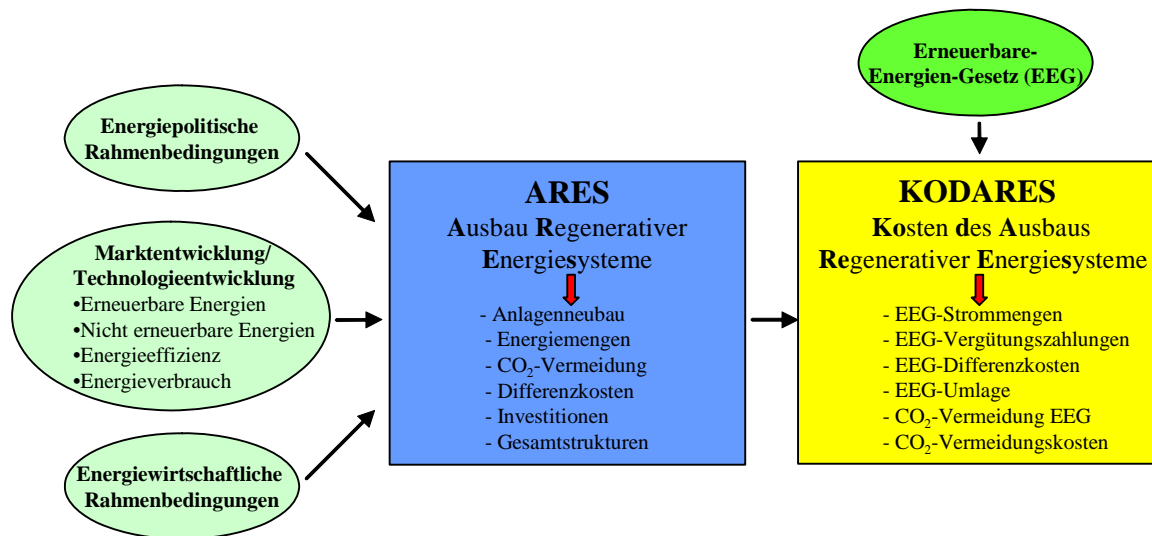 Erneuerbare-
Energien-Gesetz (EEG)
Energiepolitische
Rahmenbedingungen
Marktentwicklung/
Technologieentwicklung
•Erneuerbare Energien
•Nicht erneuerbare Energien
•Energieeffizienz
•Energieverbrauch
Energiewirtschaftliche
Rahmenbedingungen
ARES
Ausbau Regenerativer
Energiesysteme
- Anlagenneubau
- Energiemengen
- CO₂-Vermeidung
- Differenzkosten
- Investitionen
- Gesamtstrukturen
KODARES
Kosten des Ausbaus
Regenerativer Energiesysteme
- EEG-Strommengen
- EEG-Vergütungszahlungen
- EEG-Differenzkosten
- EEG-Umlage
- CO₂-Vermeidung EEG
- CO₂-Vermeidungskosten